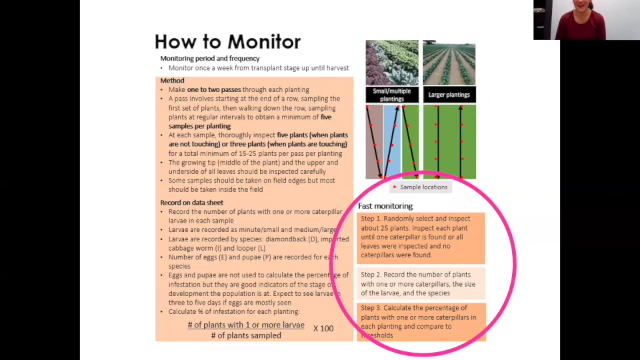 How to Monitor
Monitoring period and frequency
• Monitor once a week from transplant stage up until harvest
Method
• Make one to two passes through each planting
• A pass involves starting at the end of a row, sampling the
first set of plants, then walking down the row, sampling
plants at regular intervals to obtain a minimum of five
samples per planting
• At each sample, thoroughly inspect five plants (when plants
are not touching) or three plants (when plants are touching)
for a total minimum of 15-25 plants per pass per planting
• The growing tip (middle of the plant) and the upper and
underside of all leaves should be inspected carefully
• Some samples should be taken on field edges but most
should be taken inside the field
Record on data sheet
• Record the number of plants with one or more caterpillar
larvae in each sample
• Larvae are recorded as minute/small and medium/large
• Larvae are recorded by species: diamondback (D), imported
cabbage worm (I) and looper (L)
• Number of eggs (E) and pupae (P) are recorded for each
species
• Eggs and pupae are not used to calculate the percentage of
infestation but they are good indicators of the stage of
development the population is at. Expect to see larvae in
three to five days if eggs are mostly seen
• Calculate % of infestation for each planting:
# of plants with 1 or more larvae X 100
# of plants sampled
Small/multiple
plantings
Larger plantings
• Sample locations
Fast monitoring
Step 1. Randomly select and inspect
about 25 plants. Inspect each plant
until one caterpillar is found or all
leaves were inspected and no
caterpillars were found.
Step 2. Record the number of plants
with one or more caterpillars, the size
of the larvae, and the species
Step 3. Calculate the percentage of
plants with one or more caterpillars in
each planting and compare to
thresholds